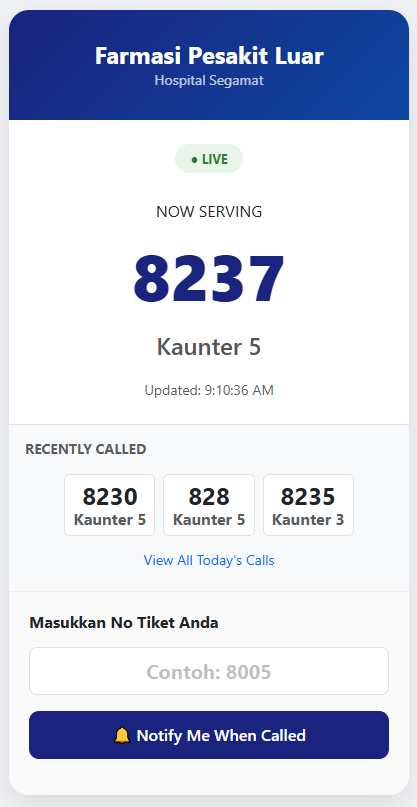 Farmasi Pesakit Luar
Hospital Segamat
● LIVE
NOW SERVING
8237
Kaunter 5
Updated: 9:10:36 AM
RECENTLY CALLED
8230 828 8235
Kaunter 5 Kaunter 5 Kaunter 3
View All Today's Calls
Masukkan No Tiket Anda
Contoh: 8005
🔔 Notify Me When Called